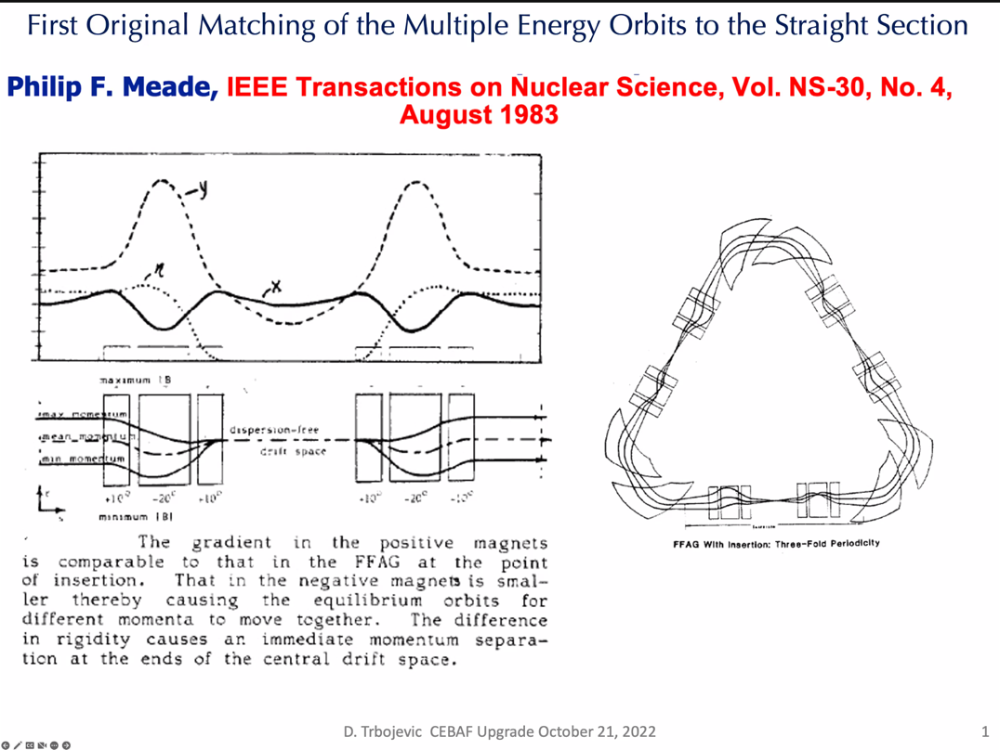 First Original Matching of the Multiple Energy Orbits to the Straight Section
Philip F. Meade, IEEE Transactions on Nuclear Science, Vol. NS-30, No. 4,
August 1983
y
η
x
maximum |B
max momentum
mean momentum
min momentum
dispersion-free
drift space
+10° -20° -10°
-20°
minimum |B|
The gradient in the positive magnets
is comparable to that in the FFAG at the point
of insertion. That in the negative magnets is smal-
ler thereby causing the equilibrium orbits for
different momenta to move together. The difference
in rigidity causes an immediate momentum separa-
tion at the ends of the central drift space.
FFAG With Insertion: Three-Fold Periodicity
D. Trbojevic CEBAF Upgrade October 21, 2022
1